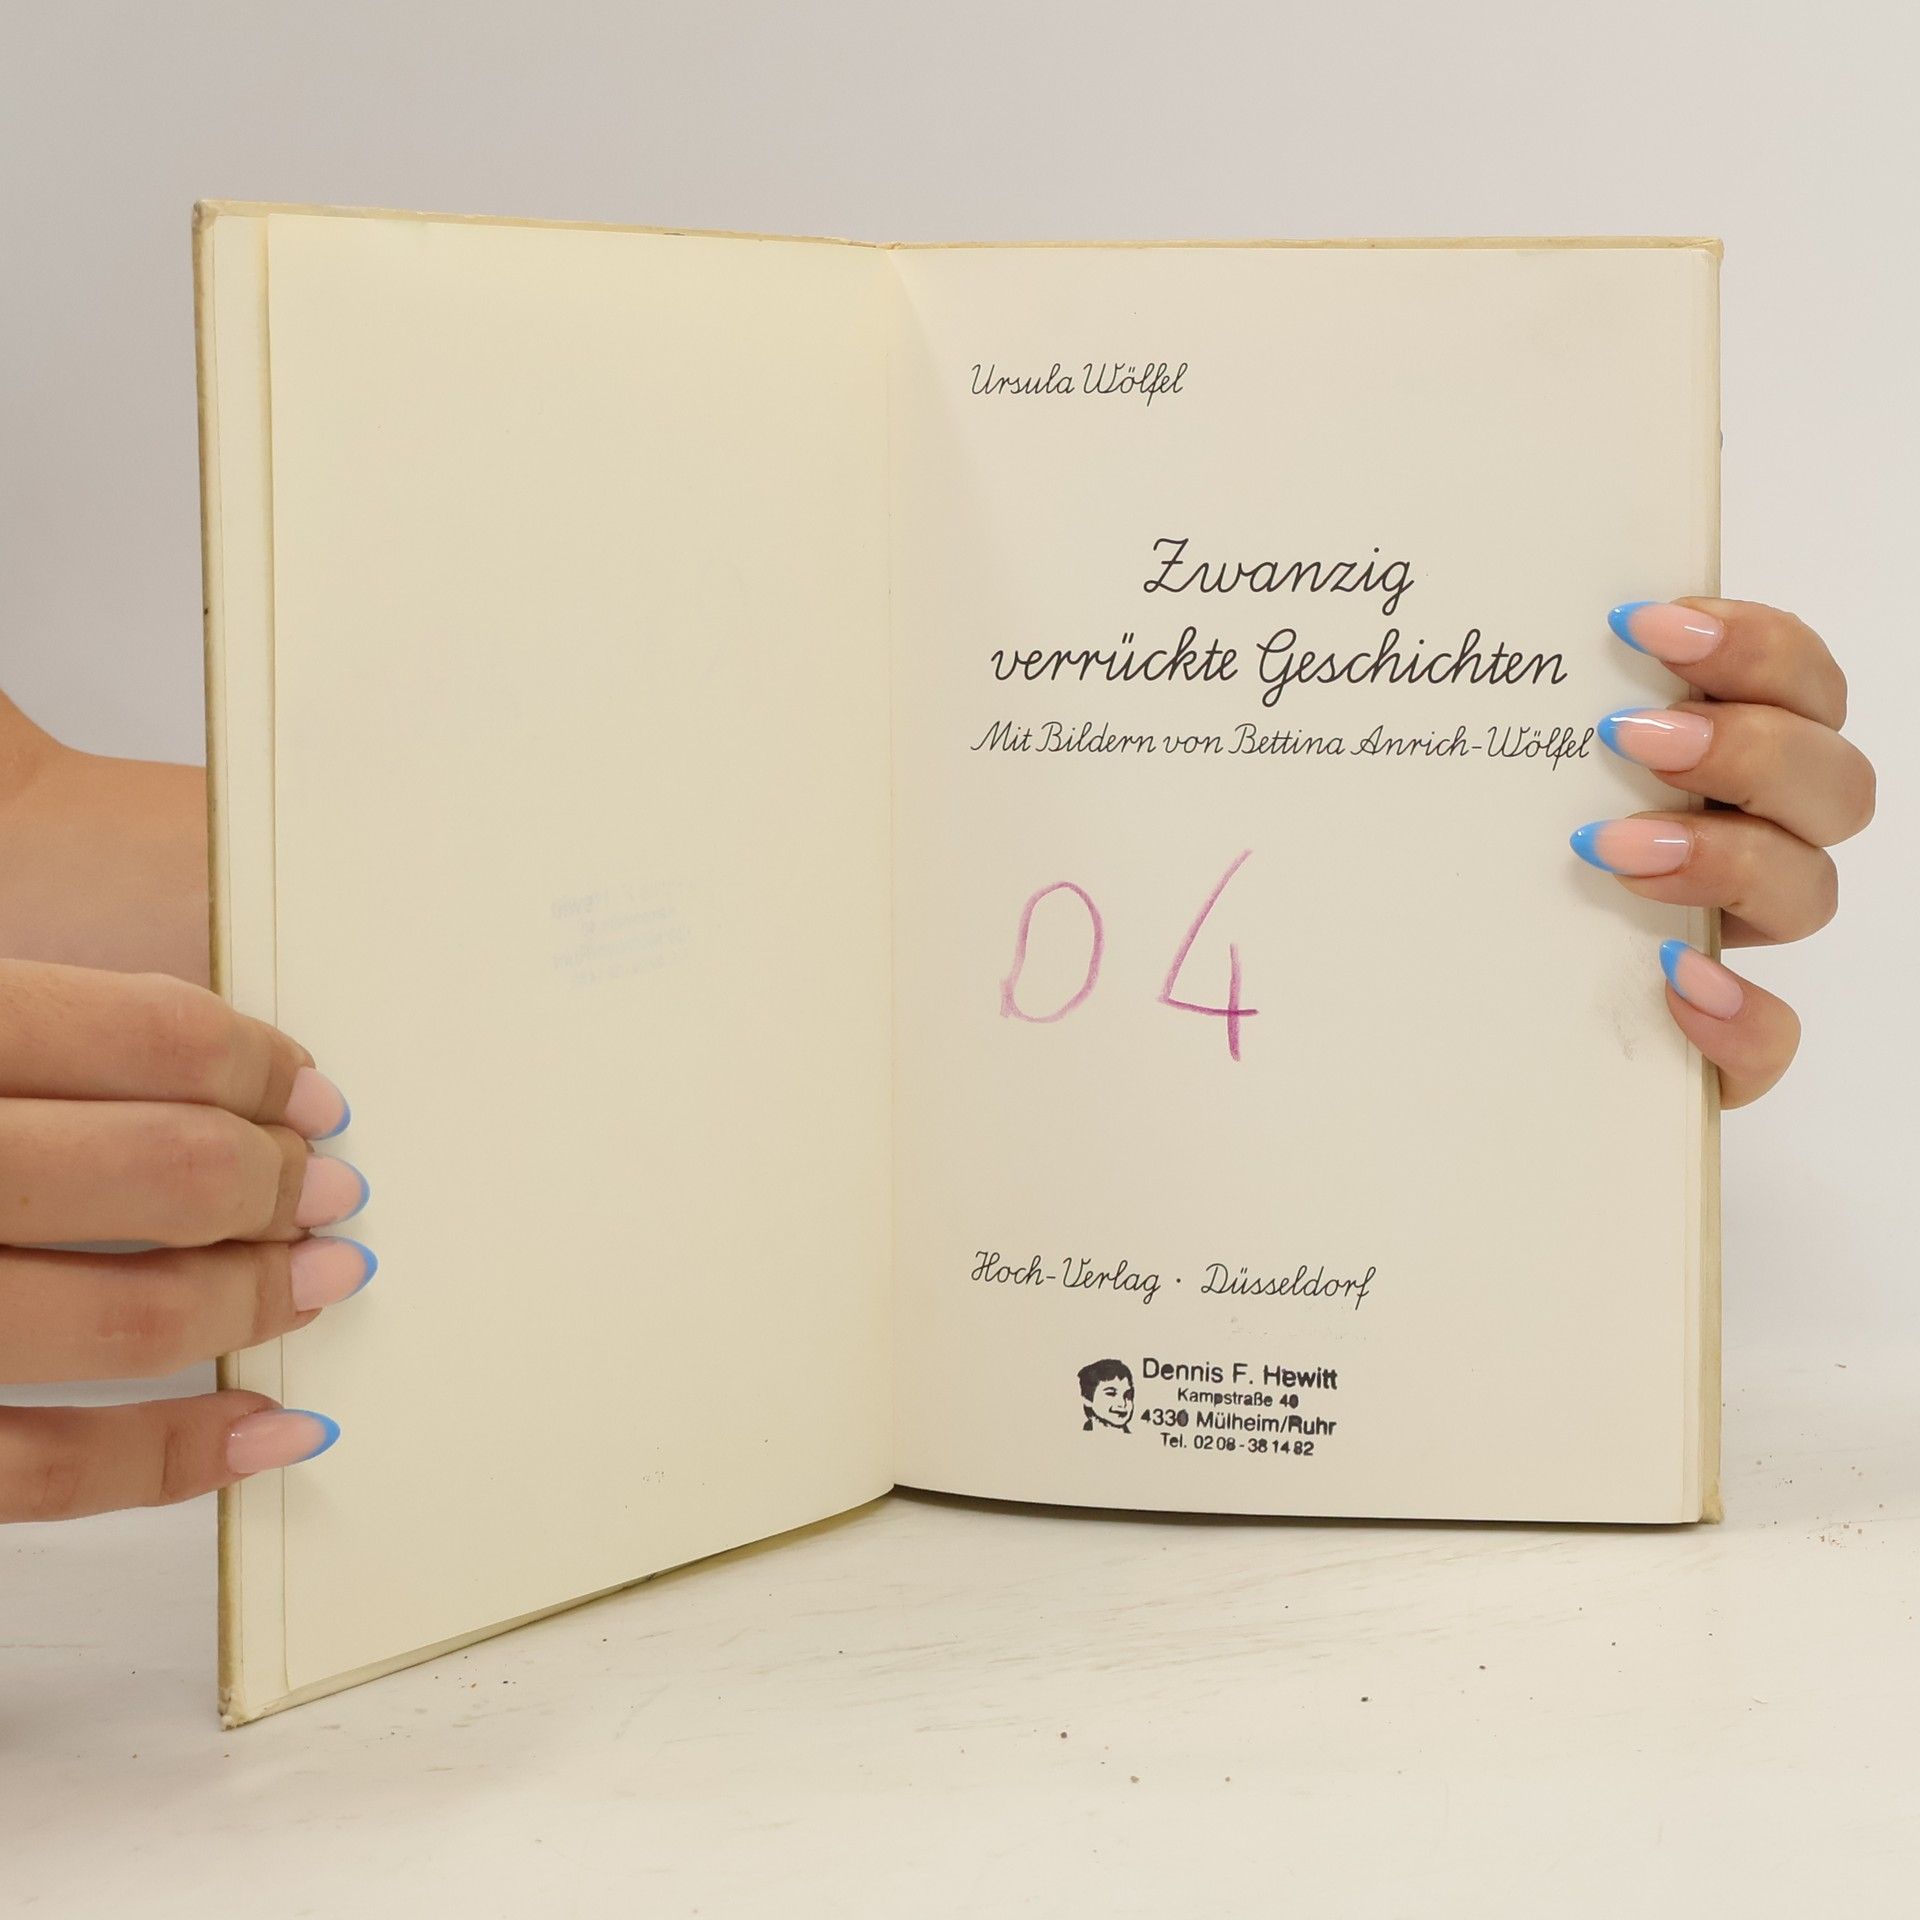 Ursula Wölfel
Zwanzig
verrückte Geschichten
Mit Bildern von Bettina Anrich-Wölfel
04
Hoch-Verlag · Düsseldorf
Dennis F. Hewitt
Kampstraße 40
4330 Mülheim/Ruhr
Tel. 0208-381482